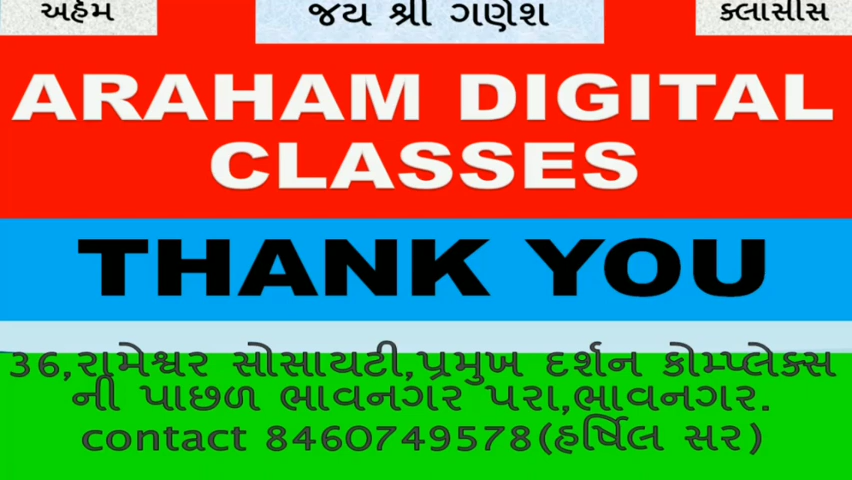 અહંમ
જય શ્રી ગણેશ
ક્લાસીસ
ARAHAM DIGITAL
CLASSES
THANK YOU
36,રામેશ્વર સોસાયટી,પ્રમુખ દર્શન કોમ્પ્લેક્સ
ની પાછળ ભાવનગર પરા,ભાવનગર.
contact 8460749578(હર્ષિલ સર)